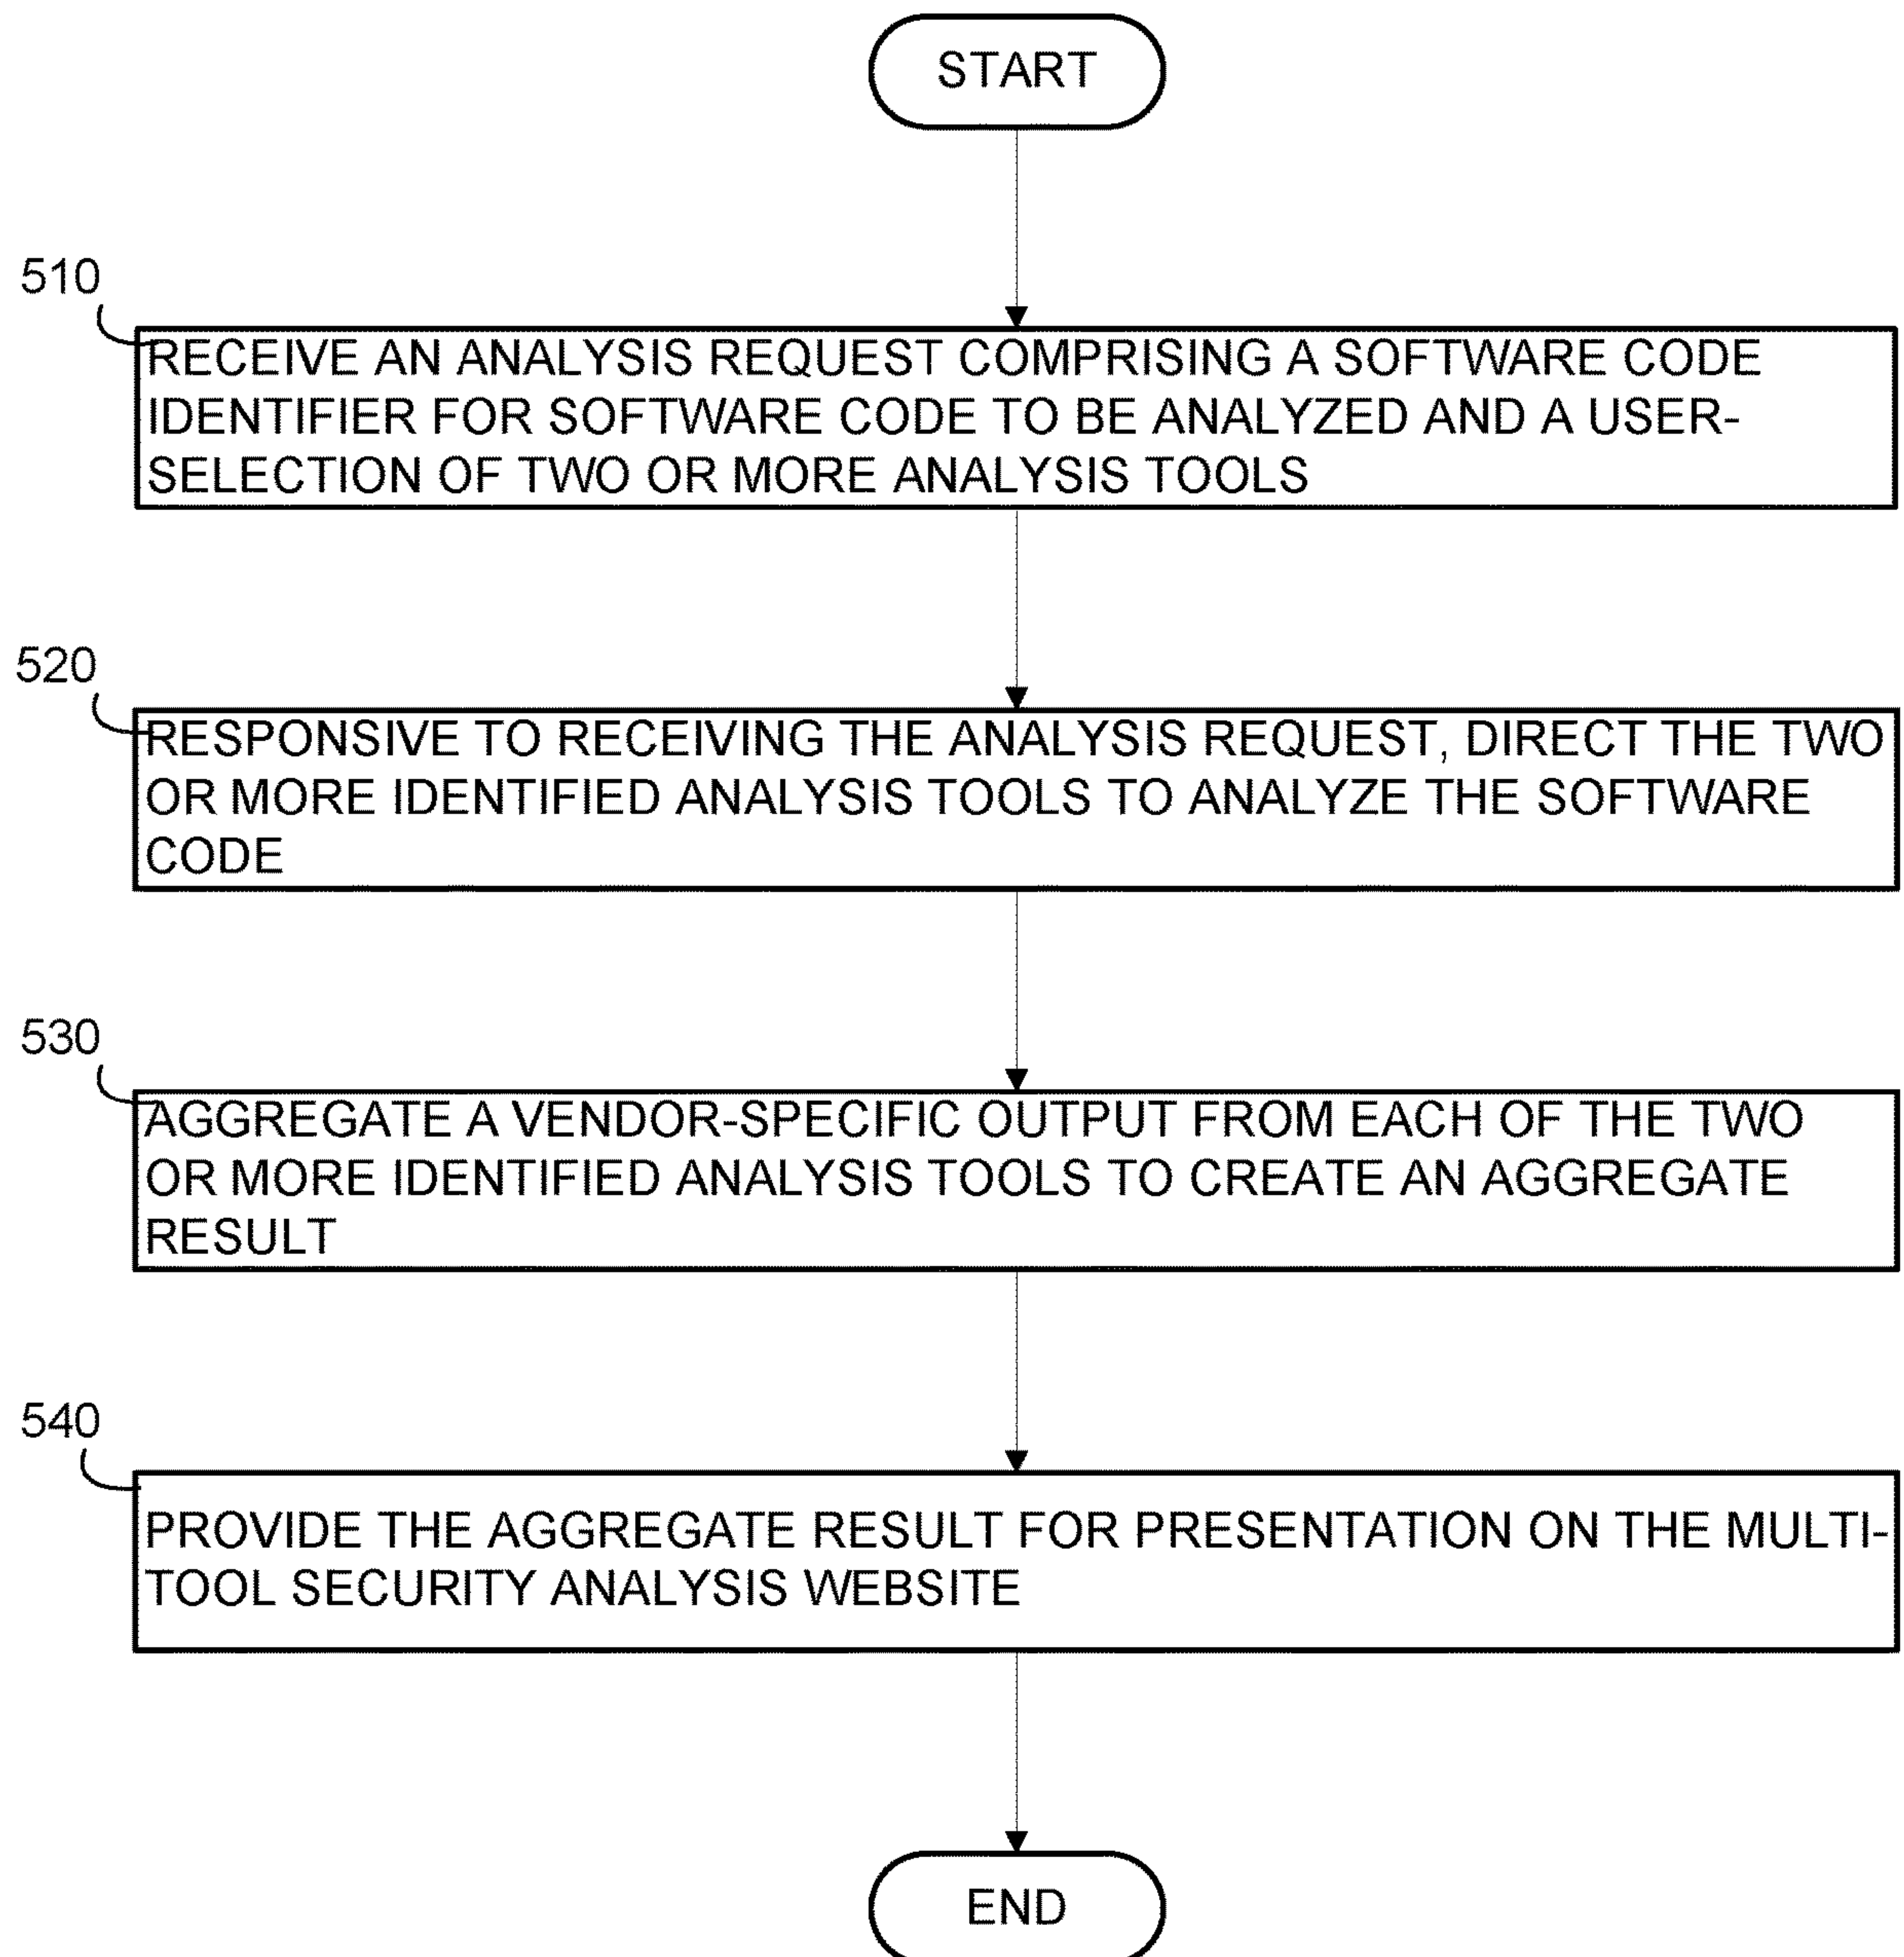 START
510
RECEIVE AN ANALYSIS REQUEST COMPRISING A SOFTWARE CODE
IDENTIFIER FOR SOFTWARE CODE TO BE ANALYZED AND A USER-
SELECTION OF TWO OR MORE ANALYSIS TOOLS
520
RESPONSIVE TO RECEIVING THE ANALYSIS REQUEST, DIRECT THE TWO
OR MORE IDENTIFIED ANALYSIS TOOLS TO ANALYZE THE SOFTWARE
CODE
530
AGGREGATE A VENDOR-SPECIFIC OUTPUT FROM EACH OF THE TWO
OR MORE IDENTIFIED ANALYSIS TOOLS TO CREATE AN AGGREGATE
RESULT
540
PROVIDE THE AGGREGATE RESULT FOR PRESENTATION ON THE MULTI-
TOOL SECURITY ANALYSIS WEBSITE
END